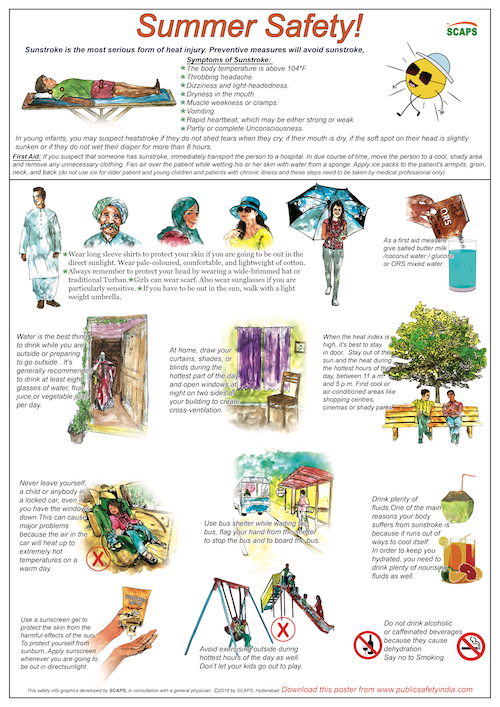 Summer Safety!
SCAPS
Sunstroke is the most serious form of heat injury. Preventive measures will avoid sunstroke,
Symptoms of Sunstroke:
★The body temperature is above 104°F.
★Throbbing headache.
★Dizziness and light-headedness.
★Dryness in the mouth.
★Muscle weakness or cramps.
★Vomiting.
★Rapid heartbeat, which may be either strong or weak.
★Partly or complete Unconsciousness.
In young infants, you may suspect heatstroke if they do not shed tears when they cry, if their mouth is dry, if the soft spot on their head is slightly
sunken or if they do not wet their diaper for more than 8 hours.
First Aid: If you suspect that someone has sunstroke, immediately transport the person to a hospital. In due course of time, move the person to a cool, shady area
and remove any unnecessary clothing. Fan air over the patient while wetting his or her skin with water from a sponge. Apply ice packs to the patient's armpits, groin,
neck, and back.(do not use ice for older patient and young children and patients with chronic illness and these steps need to be taken by medical professional only)
★Wear long sleeve shirts to protect your skin if you are going to be out in the
direct sunlight. Wear pale-coloured, comfortable, and lightweight of cotton.
★Always remember to protect your head by wearing a wide-brimmed hat or
traditional Turban.★Girls can wear scarf. Also wear sunglasses if you are
particularly sensitive.★If you have to be out in the sun, walk with a light
weight umbrella.
ORS
As a first aid measure
give salted butter milk
/coconut water / glucose
or ORS mixed water.
Water is the best thing
to drink while you are
outside or preparing
to go outside . It's
generally recommend
to drink at least eight
glasses of water, fruit
juice,or vegetable juice
per day.
At home, draw your
curtains, shades, or
blinds during the
hottest part of the day
and open windows at
night on two sides of
your building to create
cross-ventilation.
When the heat index is
high, it's best to stay
in door. Stay out of the
sun and the heat during
the hottest hours of the
day, between 11 a.m.
and 5 p.m. Find cool or
air-conditioned areas like
shopping centres,
cinemas or shady parks.
Never leave yourself,
a child or anybody in
a locked car, even if
you have the windows
down.This can cause
major problems
because the air in the
car will heat up to
extremely hot
temperatures on a
warm day.
X
Use bus shelter while waiting for
bus, flag your hand from the shelter
to stop the bus and to board the bus.
Drink plenty of
fluids.One of the main
reasons your body
suffers from sunstroke is
because it runs out of
ways to cool itself.
In order to keep you
hydrated, you need to
drink plenty of nourising
fluids as well.
Use a sunscreen gel to
protect the skin from the
harmful effects of the sun.
To protect yourself from
sunburn, Apply sunscreen
whenever you are going to
be out in directsunlight.
X
Avoid exercising outside during
hottest hours of the day as well.
Don't let your kids go out to play.
Do not drink alcoholic
or caffeinated beverages
because they cause
dehydration.
Say no to Smoking.
This safety info graphics developed by SCAPS, in consultation with a general physician. ©2018 by SCAPS, Hyderabad. Download this poster from www.publicsafetyindia.com